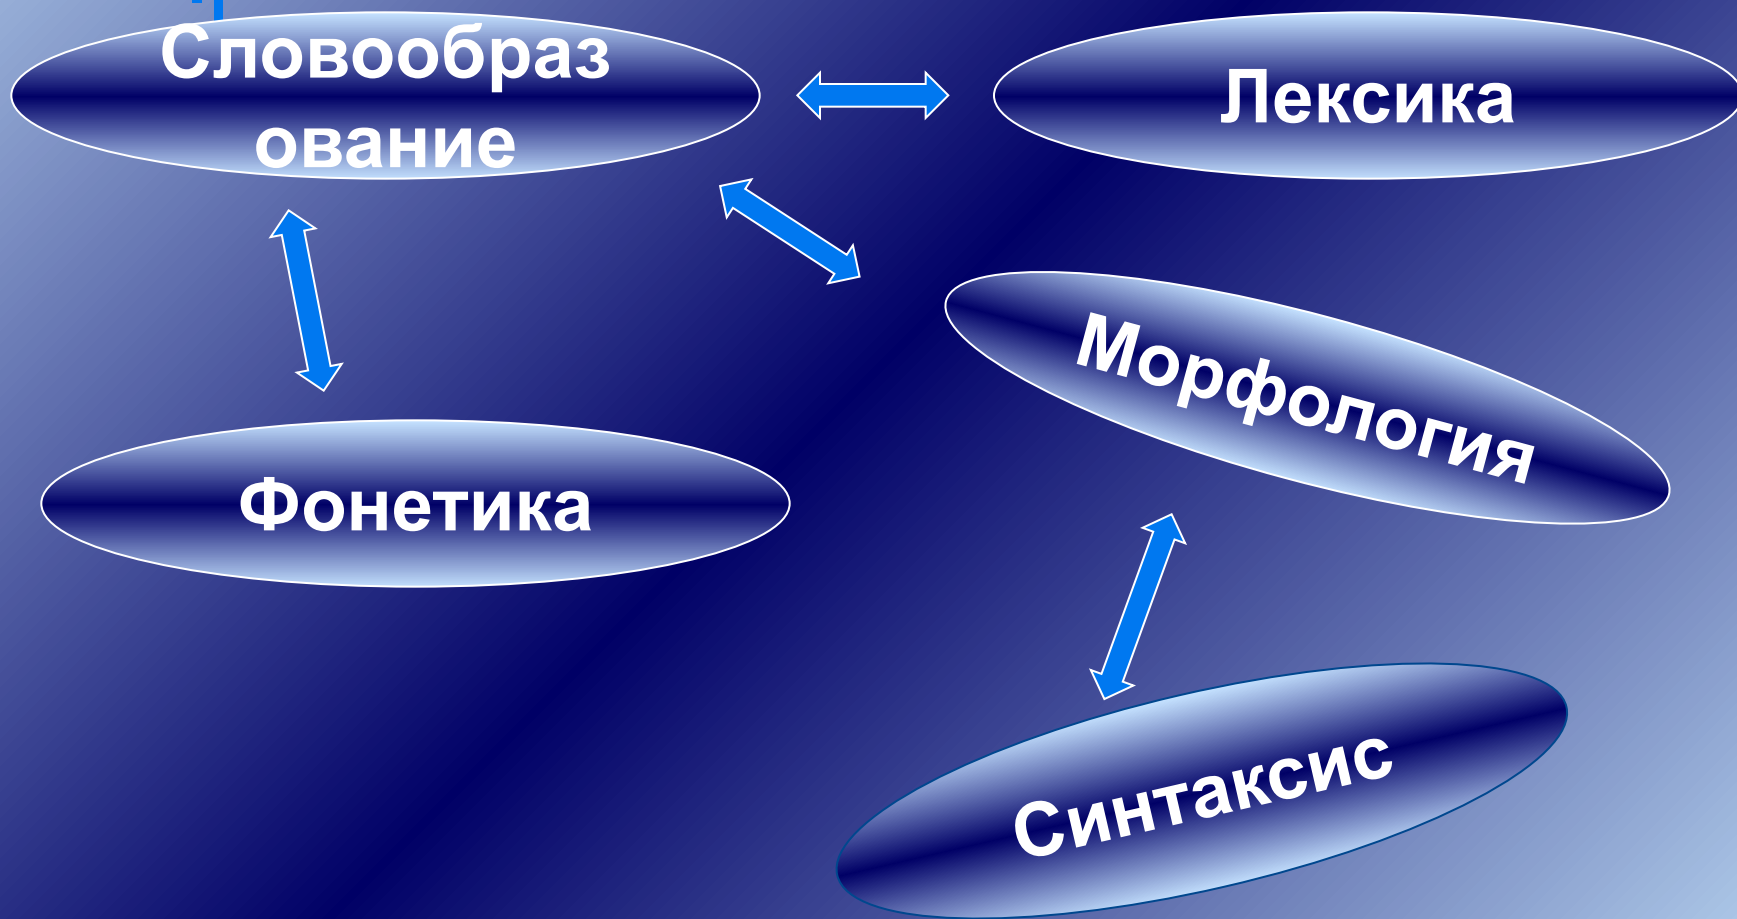 Словообраз
ование
Лексика
Морфология
Фонетика
Синтаксис